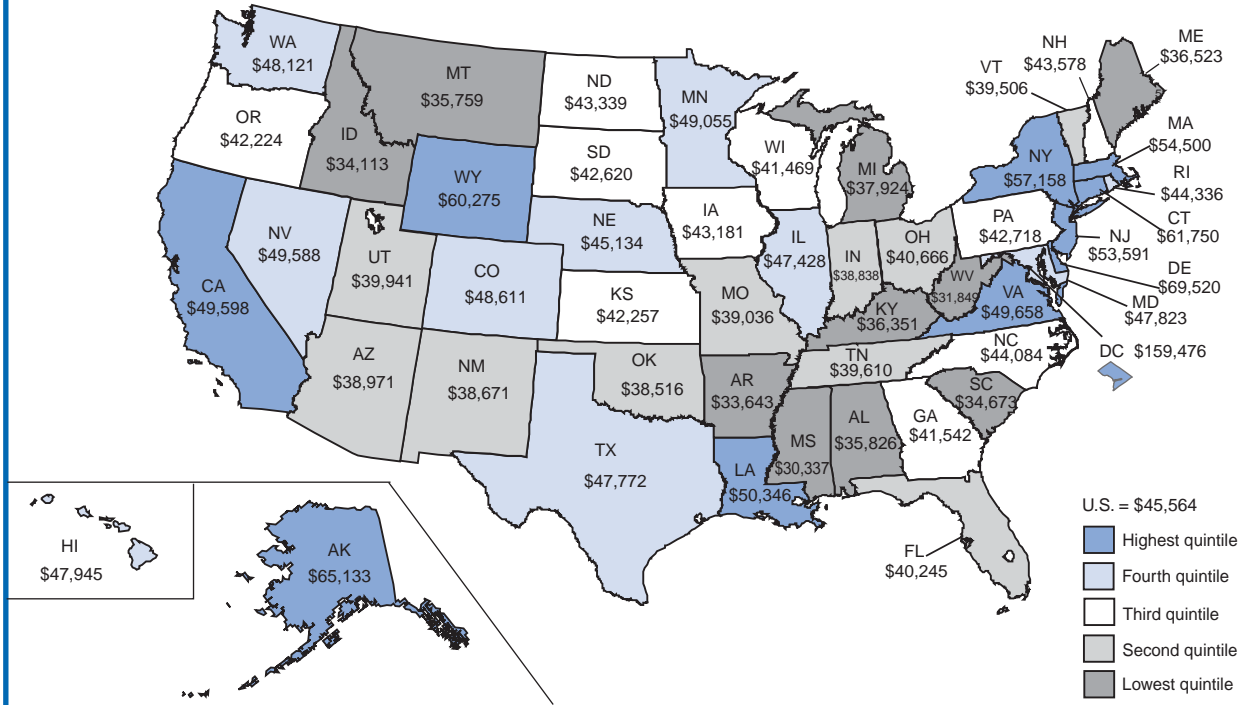 WA
$48,121
OR
$42,224
CA
$49,598
NV
$49,588
ID
$34,113
MT
$35,759
WY
$60,275
UT
$39,941
AZ
$38,971
CO
$48,611
NM
$38,671
ND
$43,339
SD
$42,620
NE
$45,134
KS
$42,257
OK
$38,516
TX
$47,772
MN
$49,055
IA
$43,181
MO
$39,036
AR
$33,643
LA
$50,346
WI
$41,469
IL
$47,428
MI
$37,924
IN
$38,838
OH
$40,666
KY
$36,351
TN
$39,610
MS
$30,337
AL
$35,826
GA
$41,542
FL
$40,245
SC
$34,673
NC
$44,084
VA
$49,658
WV
$31,849
PA
$42,718
NY
$57,158
VT
$39,506
NH
$43,578
ME
$36,523
MA
$54,500
RI
$44,336
CT
$61,750
NJ
$53,591
DE
$69,520
MD
$47,823
DC $159,476
HI
$47,945
AK
$65,133
U.S. = $45,564
Highest quintile
Fourth quintile
Third quintile
Second quintile
Lowest quintile